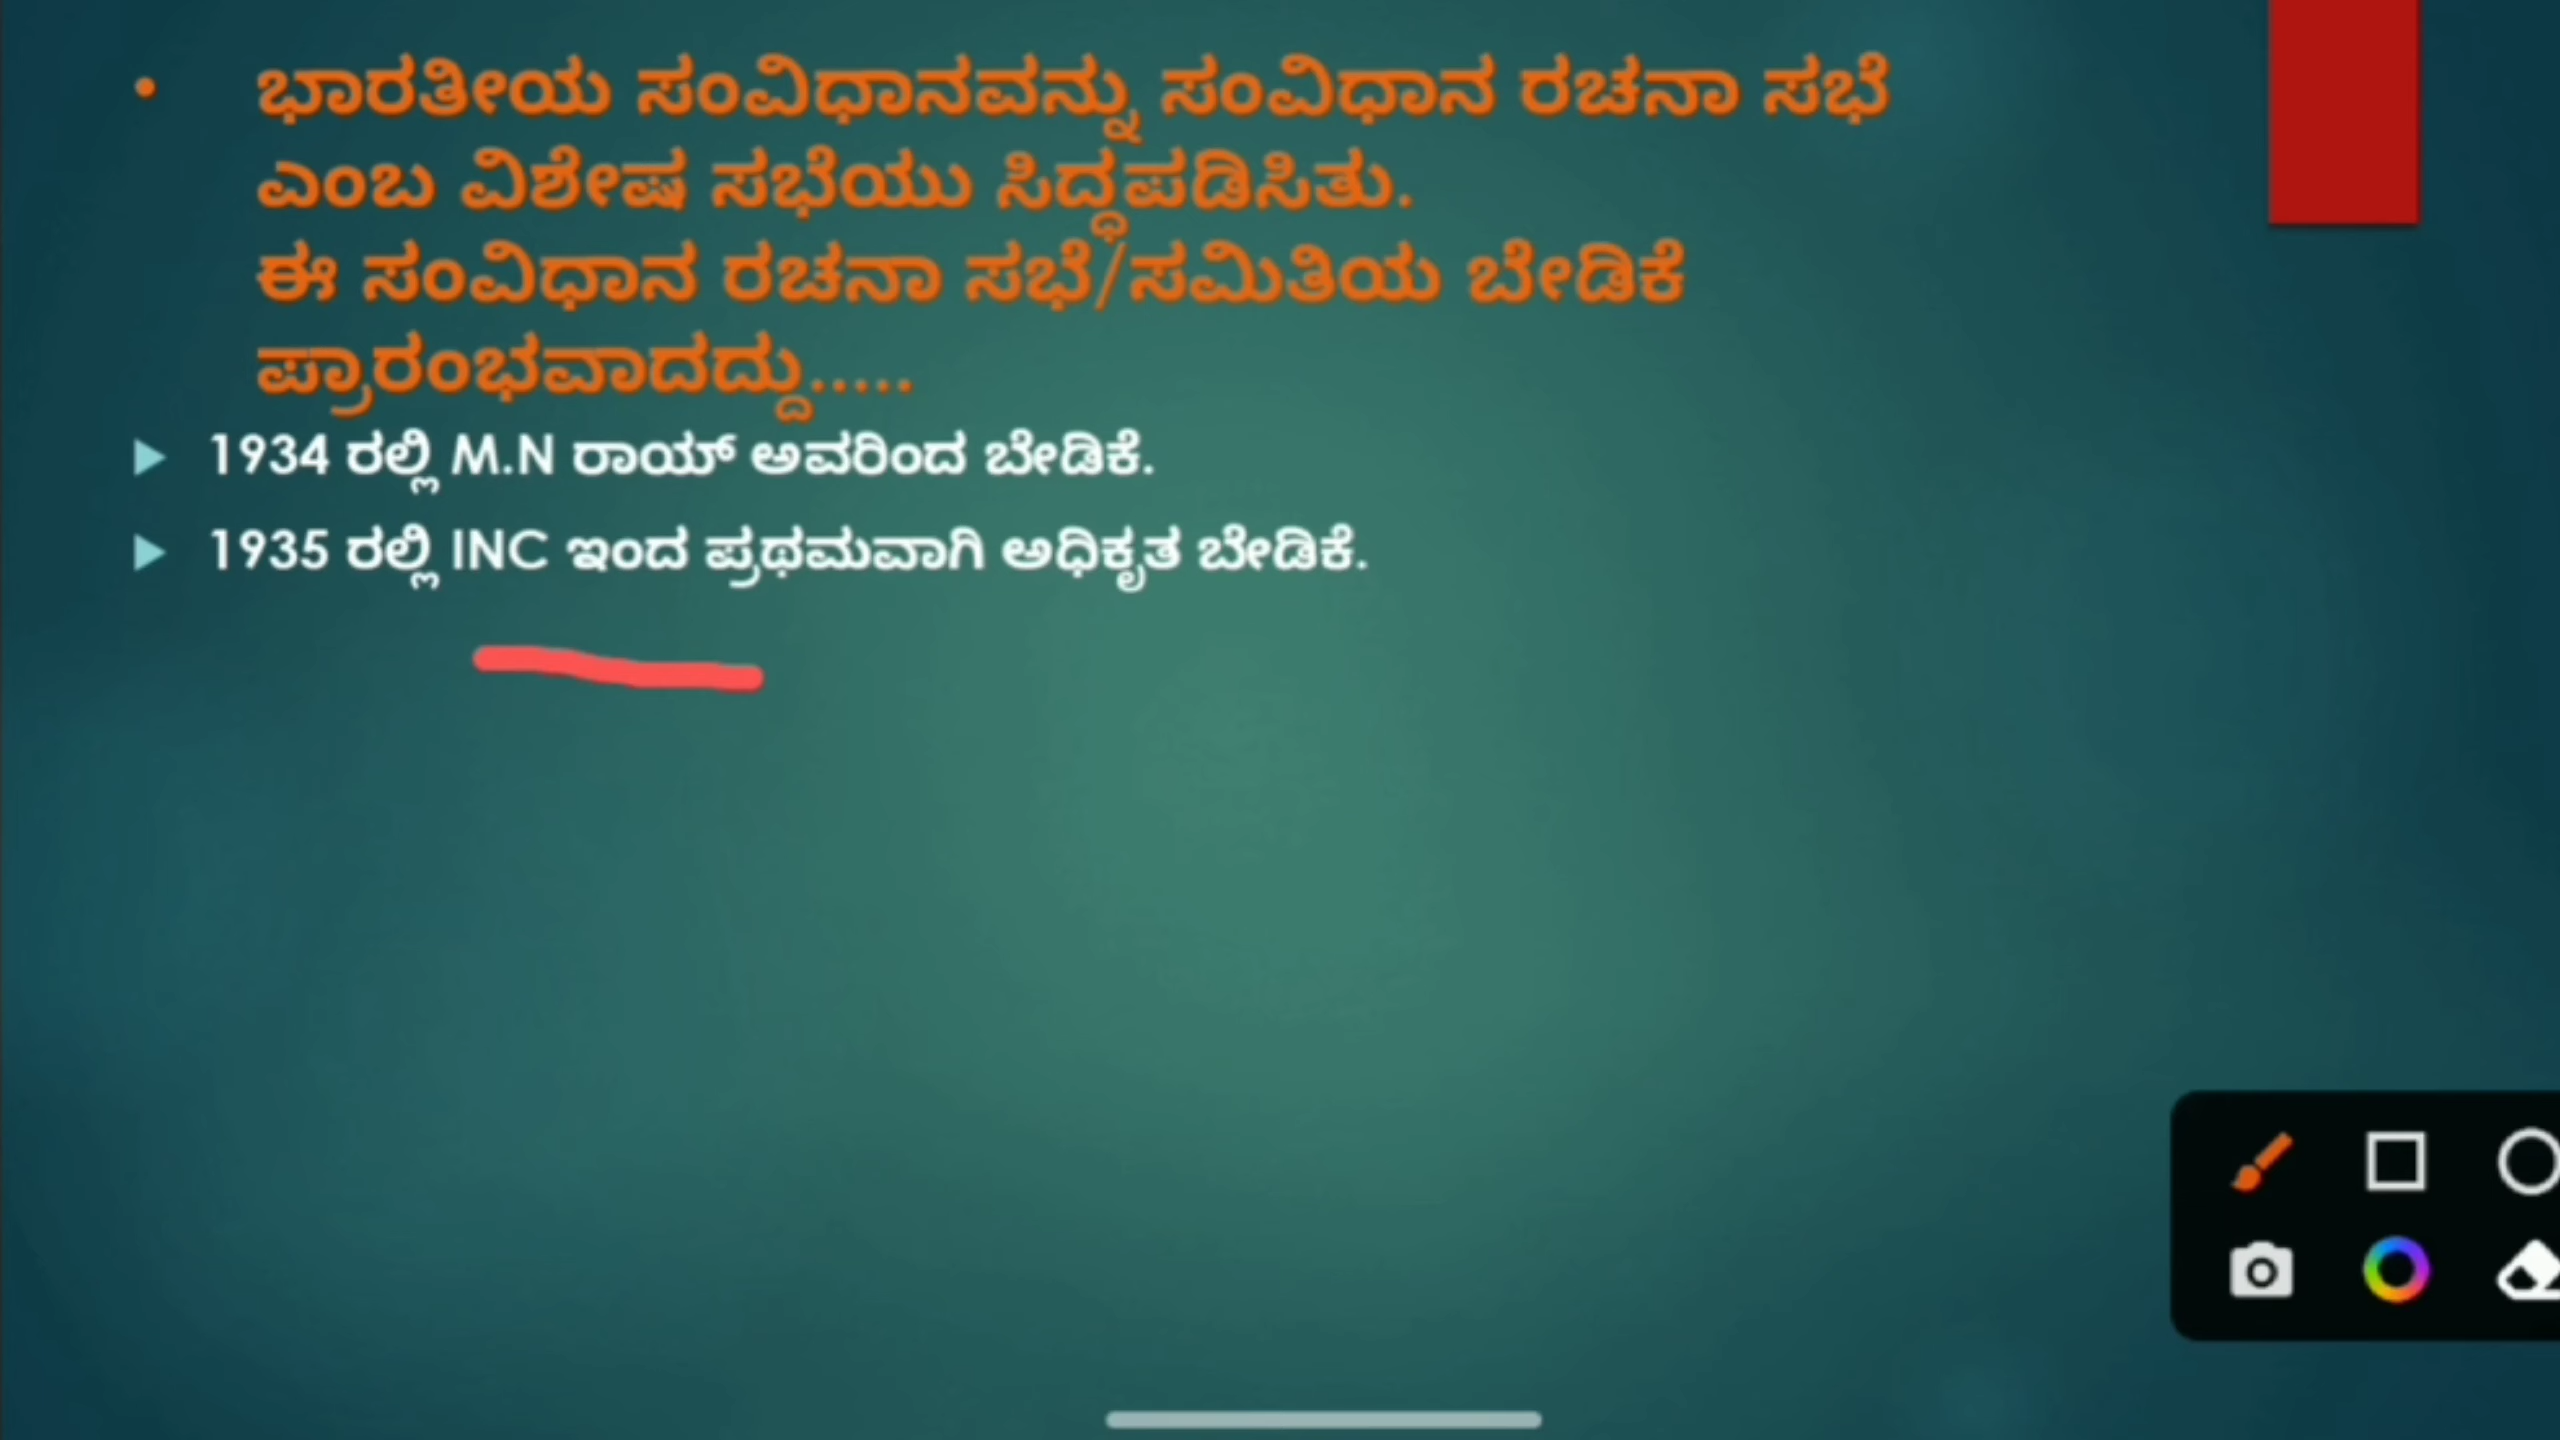 • ಭಾರತೀಯ ಸಂವಿಧಾನವನ್ನು ಸಂವಿಧಾನ ರಚನಾ ಸಭೆ
ಎಂಬ ವಿಶೇಷ ಸಭೆಯು ಸಿದ್ಧಪಡಿಸಿತು.
ಈ ಸಂವಿಧಾನ ರಚನಾ ಸಭೆ/ಸಮಿತಿಯ ಬೇಡಿಕೆ
ಪ್ರಾರಂಭವಾದದ್ದು.....
1934 ರಲ್ಲಿ M.N ರಾಯ್ ಅವರಿಂದ ಬೇಡಿಕೆ.
1935 ರಲ್ಲಿ INC ಇಂದ ಪ್ರಥಮವಾಗಿ ಅಧಿಕೃತ ಬೇಡಿಕೆ.